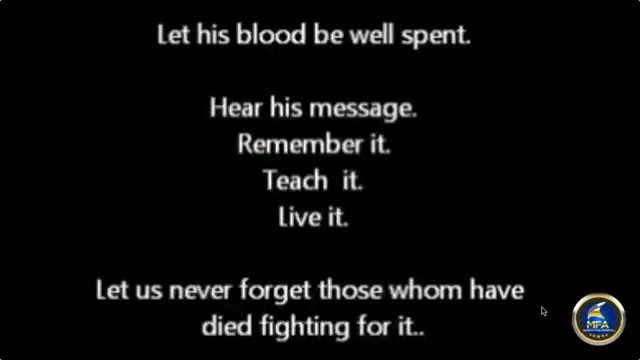 Let his blood be well spent.
Hear his message.
Remember it.
Teach it.
Live it.
Let us never forget those whom have
died fighting for it..
MFA